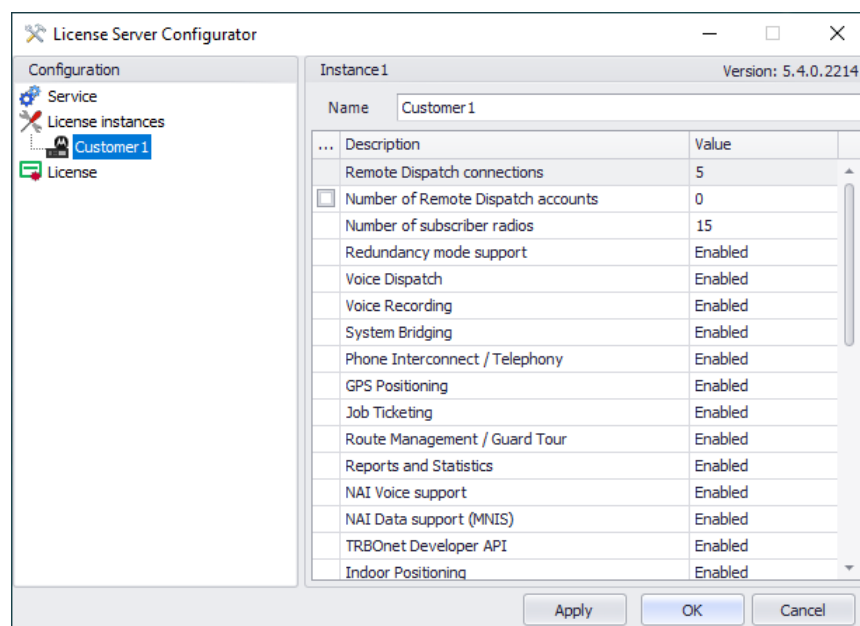 License Server Configurator
Configuration
Service
License instances
Customer1
License
Instance1 Version: 5.4.0.2214
Name Customer1
... Description Value
Remote Dispatch connections 5
Number of Remote Dispatch accounts 0
Number of subscriber radios 15
Redundancy mode support Enabled
Voice Dispatch Enabled
Voice Recording Enabled
System Bridging Enabled
Phone Interconnect / Telephony Enabled
GPS Positioning Enabled
Job Ticketing Enabled
Route Management / Guard Tour Enabled
Reports and Statistics Enabled
NAI Voice support Enabled
NAI Data support (MNIS) Enabled
TRBOnet Developer API Enabled
Indoor Positioning Enabled
Apply OK Cancel